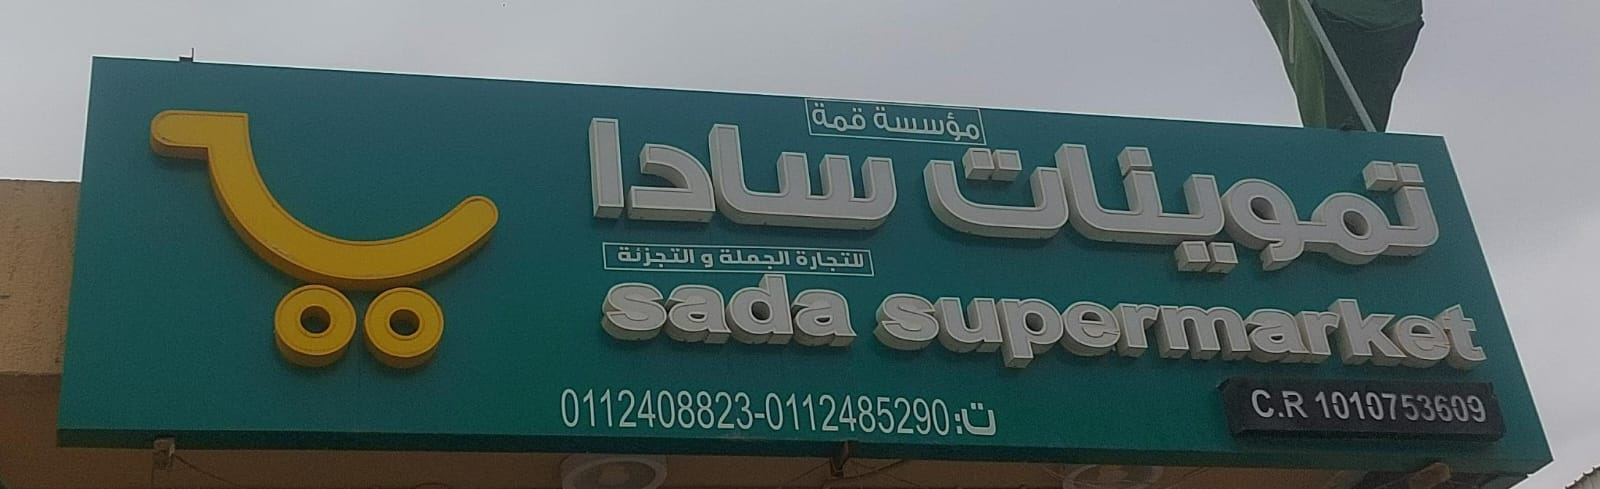 مؤسسة قمة
تموينات سادا
للتجارة الجملة و التجزئة
sada supermarket
ت: 0112485290-0112408823
C.R 1010753609